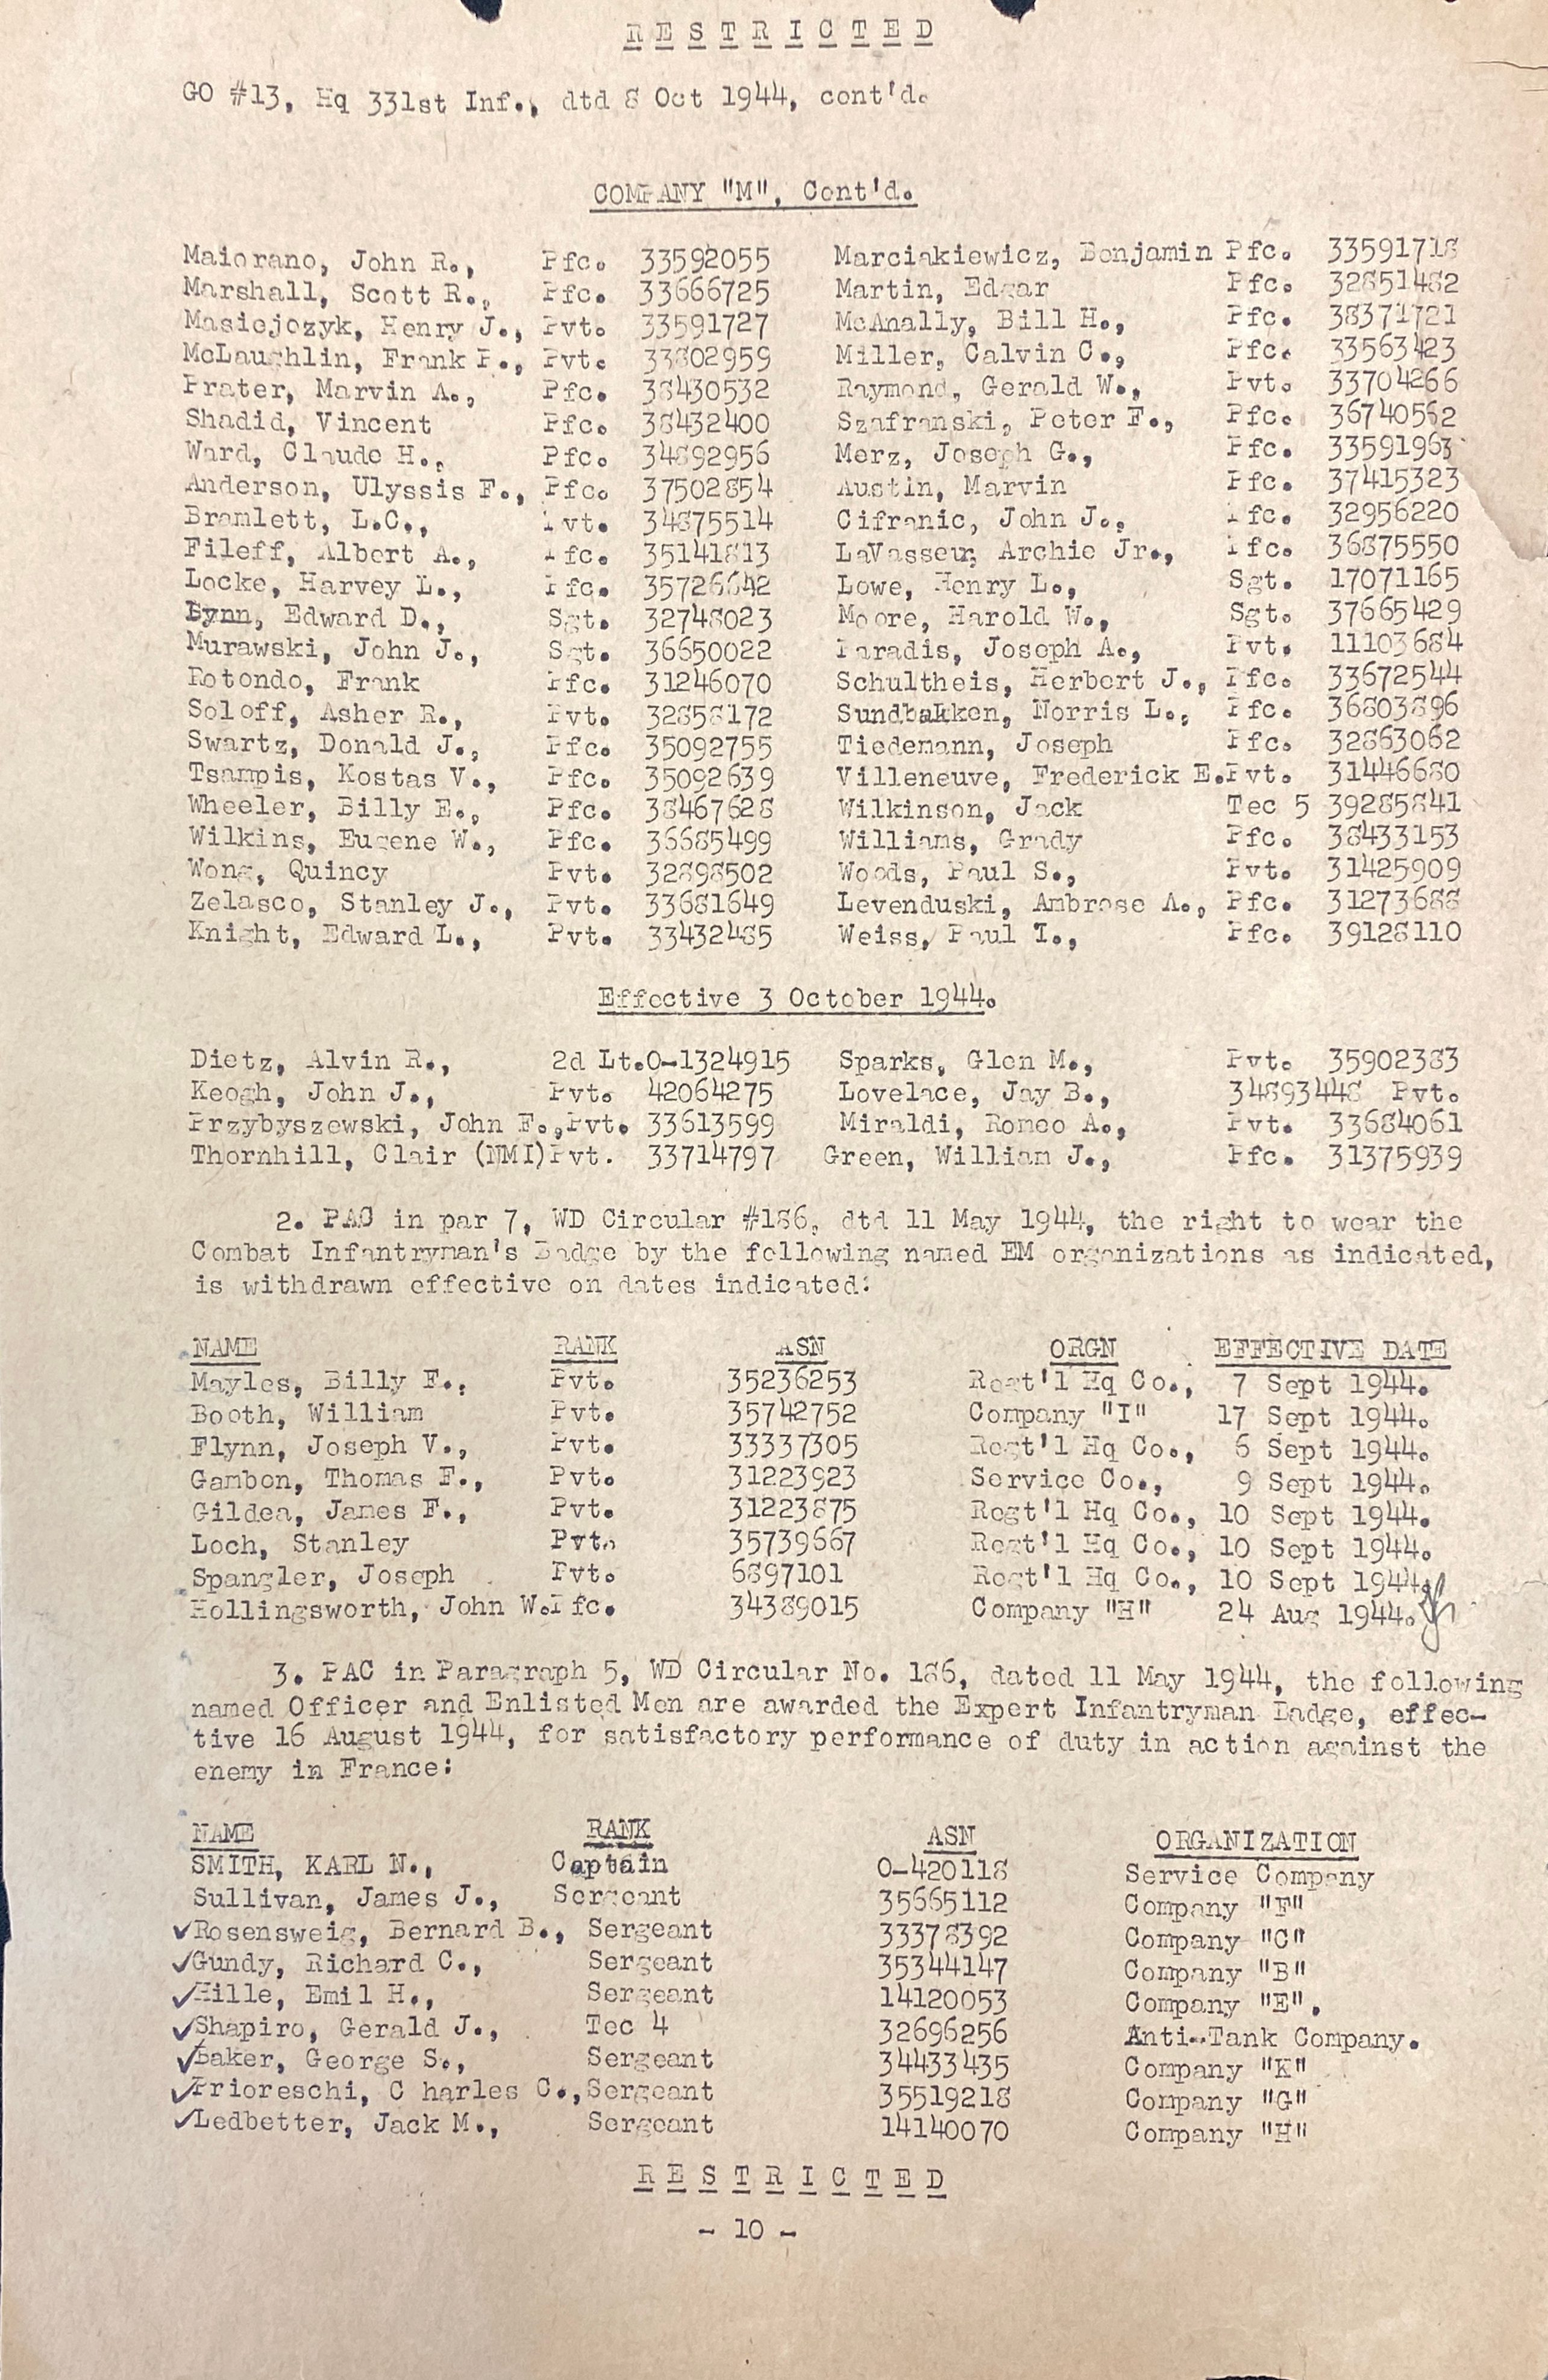 R E S T R I C T E D
GO #13, Hq 331st Inf., dtd 8 Oct 1944, cont'd.
COMPANY "M", Cont'd.
Maiorano, John R., Pfc. 33592055 Marciakiewicz, Benjamin Pfc. 33591718
Marshall, Scott R., Pfc. 33666725 Martin, Edgar Pfc. 32851482
Masiejczyk, Henry J., Pvt. 33591727 McAnally, Bill H., Pfc. 38371721
McLaughlin, Frank P., Pvt. 33802959 Miller, Calvin C., Pfc. 33563423
Prater, Marvin A., Pfc. 38430532 Raymond, Gerald W., Pvt. 33704266
Shadid, Vincent Pfc. 38432400 Szafranski, Peter F., Pfc. 36740562
Ward, Claude H., Pfc. 34892956 Merz, Joseph G., Pfc. 33591963
Anderson, Ulyssis F., Pfc. 37502854 Austin, Marvin Pfc. 37415323
Bramlett, L.C., Pvt. 34875514 Cifranic, John J., Pfc. 32956220
Fileff, Albert A., Pfc. 35141813 LaVasseur, Archie Jr., Pfc. 36875550
Locke, Harvey L., Pfc. 35726642 Lowe, Henry L., Sgt. 17071165
Lynn, Edward D., Sgt. 32748023 Moore, Harold W., Sgt. 37665429
Murawski, John J., Sgt. 36650022 Paradis, Joseph A., Pvt. 11103684
Rotondo, Frank Pfc. 31246070 Schultheis, Herbert J., Pfc. 33672544
Soloff, Asher R., Pvt. 32858172 Sundbakken, Norris L., Pfc. 36803896
Swartz, Donald J., Pfc. 35092755 Tiedemann, Joseph Pfc. 32863062
Tsampis, Kostas V., Pfc. 35092639 Villeneuve, Frederick E. Pvt. 31446680
Wheeler, Billy E., Pfc. 38467628 Wilkinson, Jack Tec 5 39285841
Wilkins, Eugene W., Pfc. 36685499 Williams, Grady Pfc. 38433153
Wong, Quincy Pvt. 32898502 Woods, Paul S., Pvt. 31425909
Zelasco, Stanley J., Pvt. 33681649 Levenduski, Ambrose A., Pfc. 31273688
Knight, Edward L., Pvt. 33432485 Weiss, Paul I., Pfc. 39128110
Effective 3 October 1944.
Dietz, Alvin R., 2d Lt.O-1324915 Sparks, Glen M., Pvt. 35902383
Keogh, John J., Pvt. 42064275 Lovelace, Jay B., 34893448 Pvt.
Przybyszewski, John F.,Pvt. 33613599 Miraldi, Romeo A., Pvt. 33684061
Thornhill, Clair (NMI)Pvt. 33714797 Green, William J., Pfc. 31375939
2. PAC in par 7, WD Circular #186, dtd 11 May 1944, the right to wear the
Combat Infantryman's Badge by the following named EM organizations as indicated,
is withdrawn effective on dates indicated:
NAME RANK ASN ORGN EFFECTIVE DATE
Mayles, Billy F., Pvt. 35236253 Regt'l Hq Co., 7 Sept 1944.
Booth, William Pvt. 35742752 Company "I" 17 Sept 1944.
Flynn, Joseph V., Pvt. 33337305 Regt'l Hq Co., 6 Sept 1944.
Gambon, Thomas F., Pvt. 31223923 Service Co., 9 Sept 1944.
Gildea, James F., Pvt. 31223875 Regt'l Hq Co., 10 Sept 1944.
Loch, Stanley Pvt. 35739667 Regt'l Hq Co., 10 Sept 1944.
Spangler, Joseph Pvt. 6897101 Regt'l Hq Co., 10 Sept 1944.
Hollingsworth, John W.Pfc. 34389015 Company "H" 24 Aug 1944.
3. PAC in Paragraph 5, WD Circular No. 186, dated 11 May 1944, the following
named Officer and Enlisted Men are awarded the Expert Infantryman Badge, effec-
tive 16 August 1944, for satisfactory performance of duty in action against the
enemy in France:
NAME RANK ASN ORGANIZATION
SMITH, KARL N., Captain O-420118 Service Company
Sullivan, James J., Sergeant 35665112 Company "F"
✓Rosensweig, Bernard B., Sergeant 33378392 Company "C"
✓Gundy, Richard C., Sergeant 35344147 Company "B"
✓Hille, Emil H., Sergeant 14120053 Company "E".
✓Shapiro, Gerald J., Tec 4 32696256 Anti-Tank Company.
✓Baker, George S., Sergeant 34433435 Company "K"
✓Prioreschi, C harles C.,Sergeant 35519218 Company "G"
✓Ledbetter, Jack M., Sergeant 14140070 Company "H"
R E S T R I C T E D
- 10 -